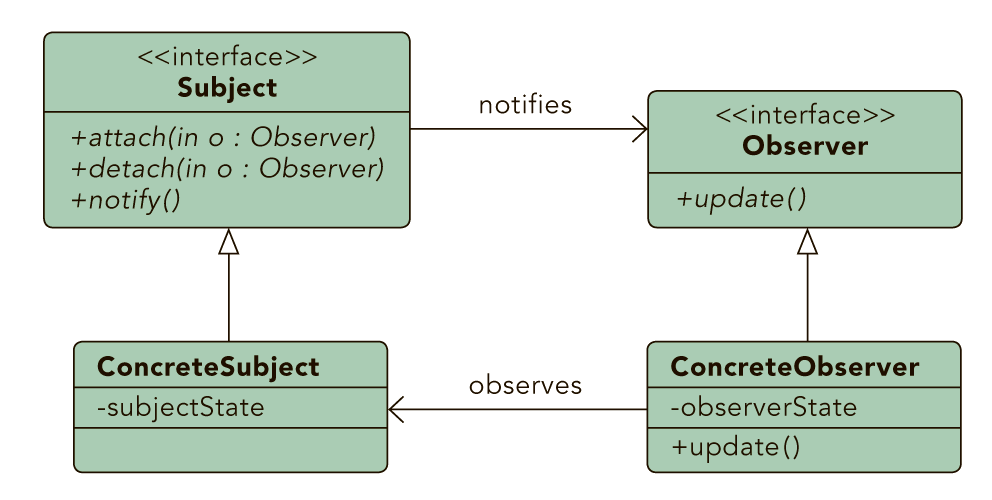 <<interface>>
Subject
+attach(in o : Observer)
+detach(in o : Observer)
+notify()
notifies
<<interface>>
Observer
+update()
ConcreteSubject
-subjectState
observes
ConcreteObserver
-observerState
+update()